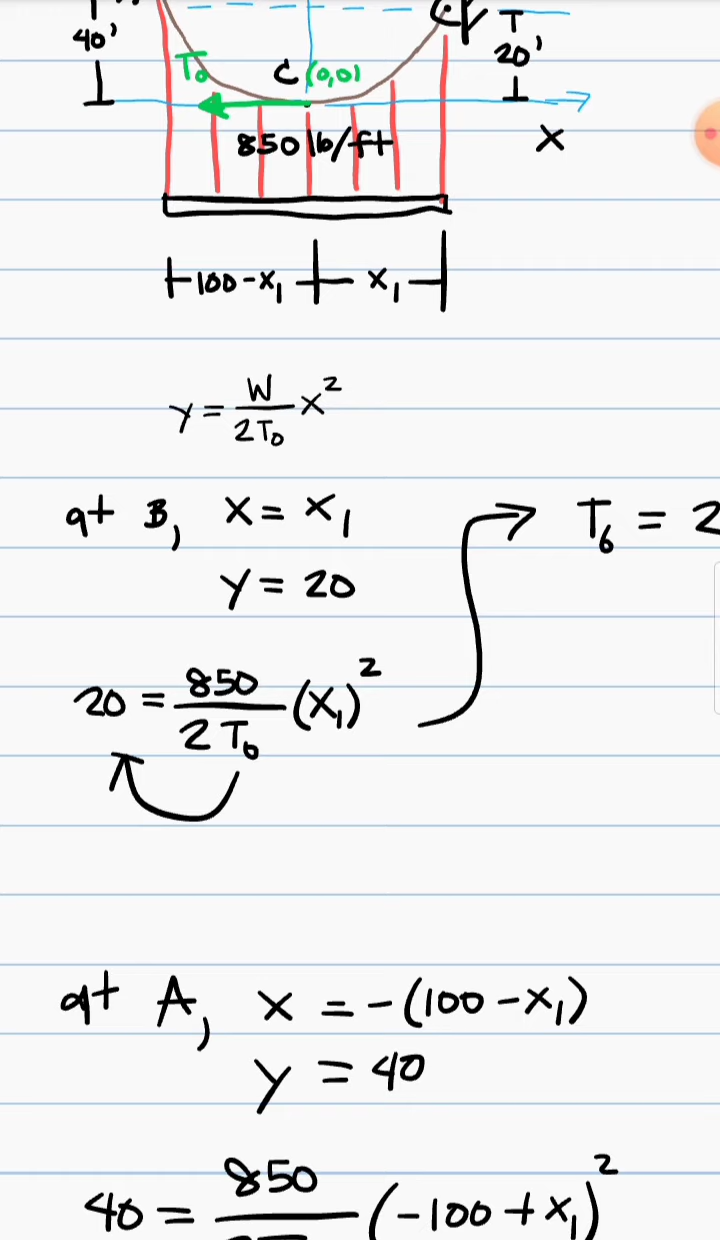 40'
T
20'
T₀
C (0,0)
850 lb/ft
X
100-x₁
x₁
y = W/2T₀ x²
at B, x = x₁
y = 20
T₀ = 2
20 = 850/2T₀ (x₁)²
at A, x = -(100-x₁)
y = 40
40 = 850 (-100+x₁)²